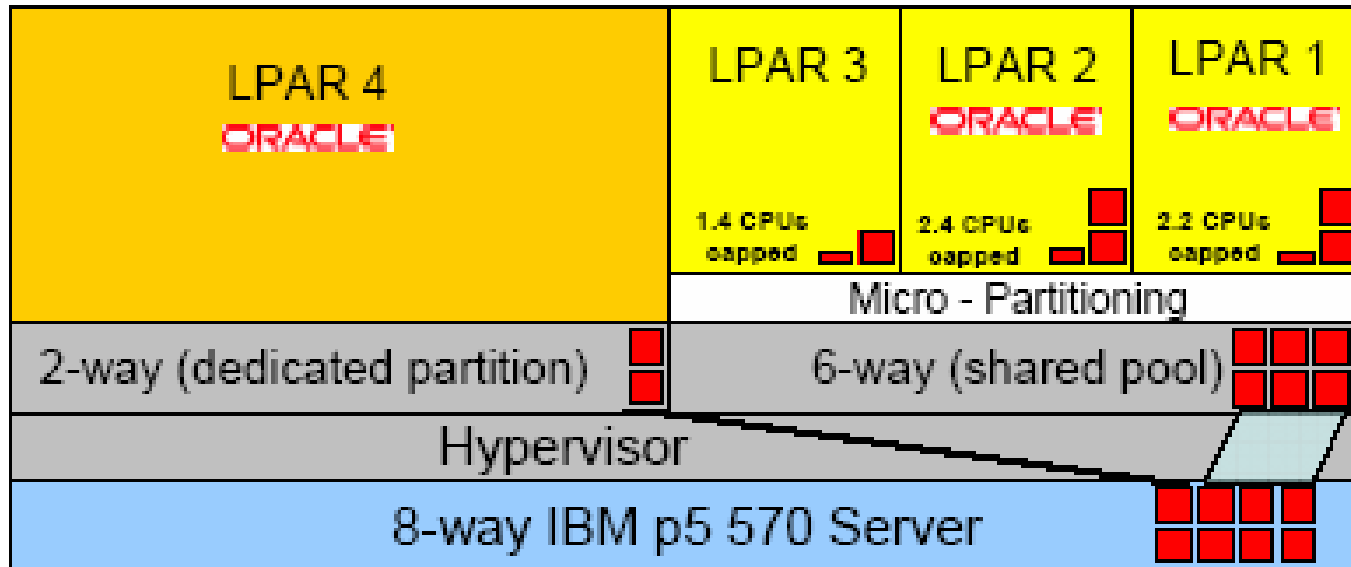 LPAR 4
ORACLE
LPAR 3
1.4 CPUs
capped
LPAR 2
ORACLE
2.4 CPUs
capped
LPAR 1
ORACLE
2.2 CPUs
capped
Micro - Partitioning
2-way (dedicated partition)
6-way (shared pool)
Hypervisor
8-way IBM p5 570 Server